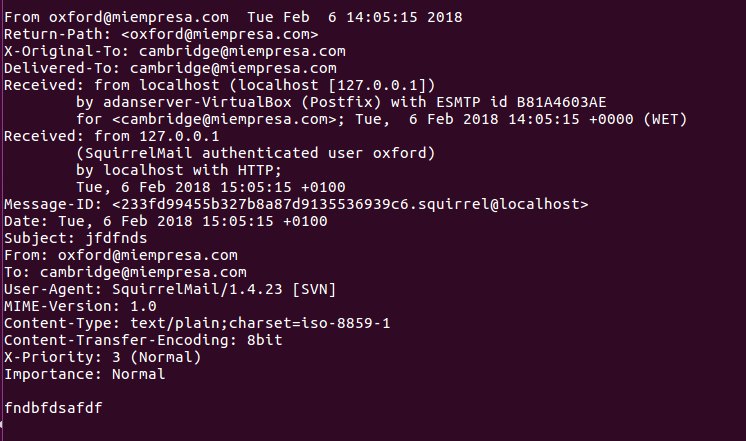 From oxford@miempresa.com  Tue Feb  6 14:05:15 2018
Return-Path: <oxford@miempresa.com>
X-Original-To: cambridge@miempresa.com
Delivered-To: cambridge@miempresa.com
Received: from localhost (localhost [127.0.0.1])
        by adanserver-VirtualBox (Postfix) with ESMTP id B81A4603AE
        for <cambridge@miempresa.com>; Tue,  6 Feb 2018 14:05:15 +0000 (WET)
Received: from 127.0.0.1
        (SquirrelMail authenticated user oxford)
        by localhost with HTTP;
        Tue, 6 Feb 2018 15:05:15 +0100
Message-ID: <233fd99455b327b8a87d9135536939c6.squirrel@localhost>
Date: Tue, 6 Feb 2018 15:05:15 +0100
Subject: jfdfnds
From: oxford@miempresa.com
To: cambridge@miempresa.com
User-Agent: SquirrelMail/1.4.23 [SVN]
MIME-Version: 1.0
Content-Type: text/plain;charset=iso-8859-1
Content-Transfer-Encoding: 8bit
X-Priority: 3 (Normal)
Importance: Normal

fndbfdsafdf